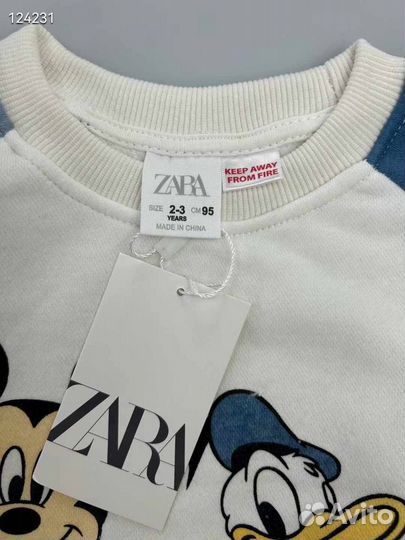 124231
ZARA
SIZE 2-3 CM 95
YEARS
MADE IN CHINA
KEEP AWAY
FROM FIRE
ZARA
Avito